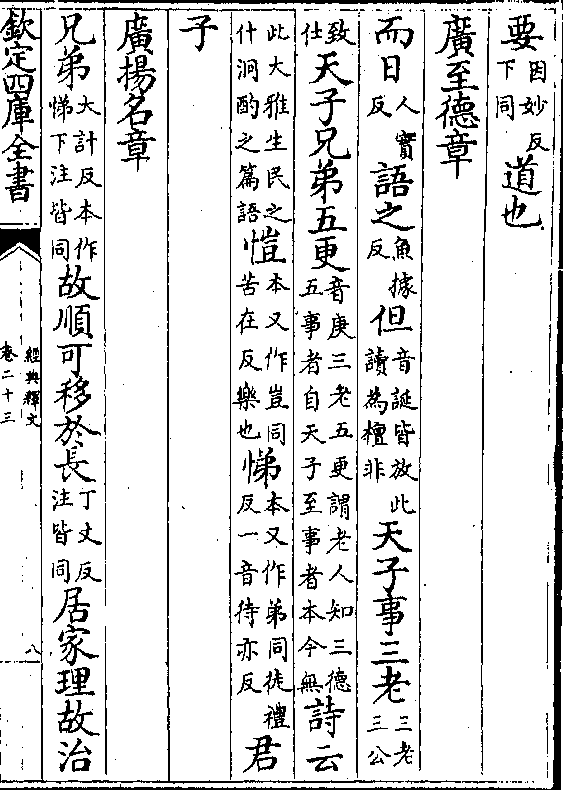 要因妙反下同道也
廣至德章
而日人實反語之魚據反但音誕皆放此讀為檀非天子事三老三老三公
致仕天子兄弟五更音庚三老五更謂老人知三德五事者自天子至事者本今無詩云
此大雅生民之什泂酌之篇語愷本又作豈同苦在反樂也悌本又作弟同徒禮反一音待亦反君
子
廣揚名章
兄弟大計反本作悌下注皆同故順可移於長丁丈反注皆同居家理故治
欽定四庫全書
經典釋文
卷二十三
八